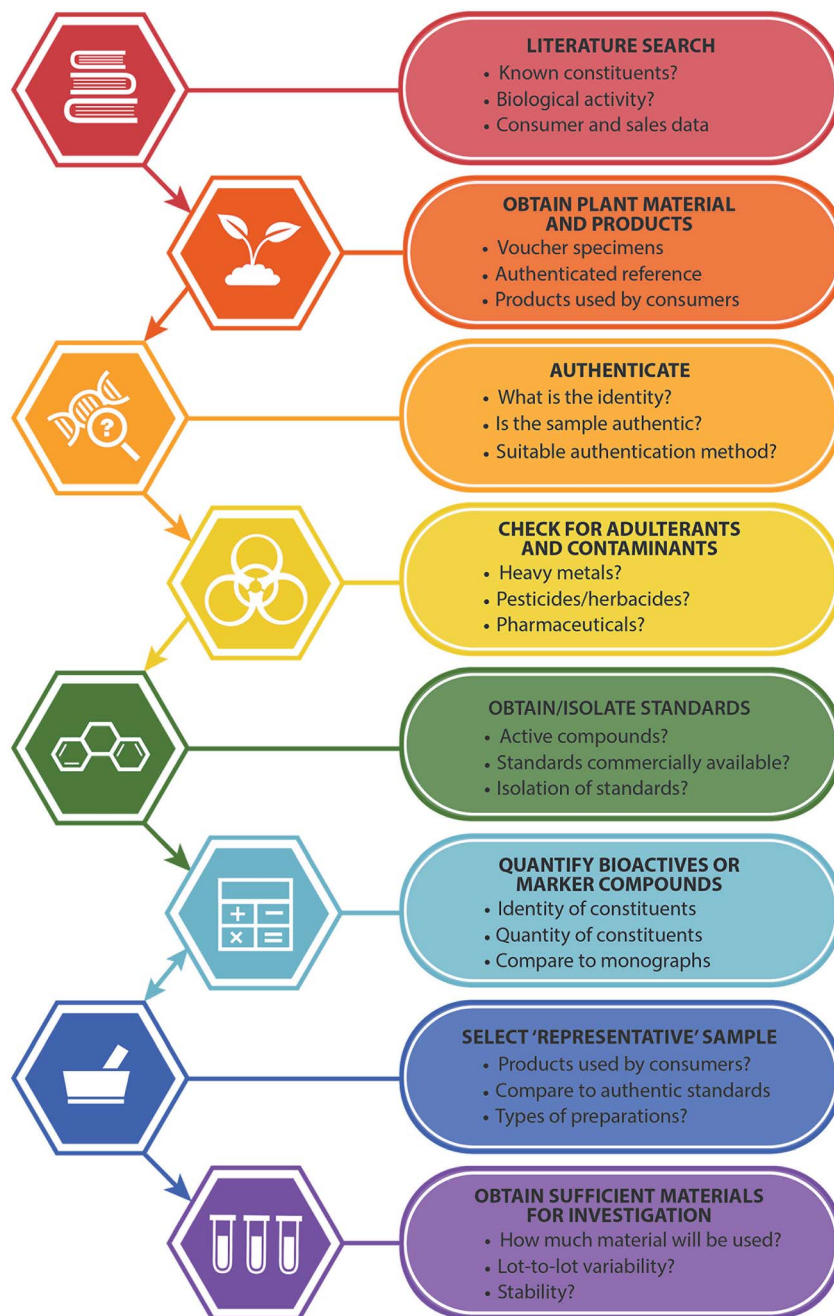 LITERATURE SEARCH
• Known constituents?
• Biological activity?
• Consumer and sales data
OBTAIN PLANT MATERIAL
AND PRODUCTS
• Voucher specimens
• Authenticated reference
• Products used by consumers
AUTHENTICATE
• What is the identity?
• Is the sample authentic?
• Suitable authentication method?
?
CHECK FOR ADULTERANTS
AND CONTAMINANTS
• Heavy metals?
• Pesticides/herbacides?
• Pharmaceuticals?
OBTAIN/ISOLATE STANDARDS
• Active compounds?
• Standards commercially available?
• Isolation of standards?
QUANTIFY BIOACTIVES OR
MARKER COMPOUNDS
• Identity of constituents
• Quantity of constituents
• Compare to monographs
+ −
× =
SELECT ‘REPRESENTATIVE’ SAMPLE
• Products used by consumers?
• Compare to authentic standards
• Types of preparations?
OBTAIN SUFFICIENT MATERIALS
FOR INVESTIGATION
• How much material will be used?
• Lot-to-lot variability?
• Stability?